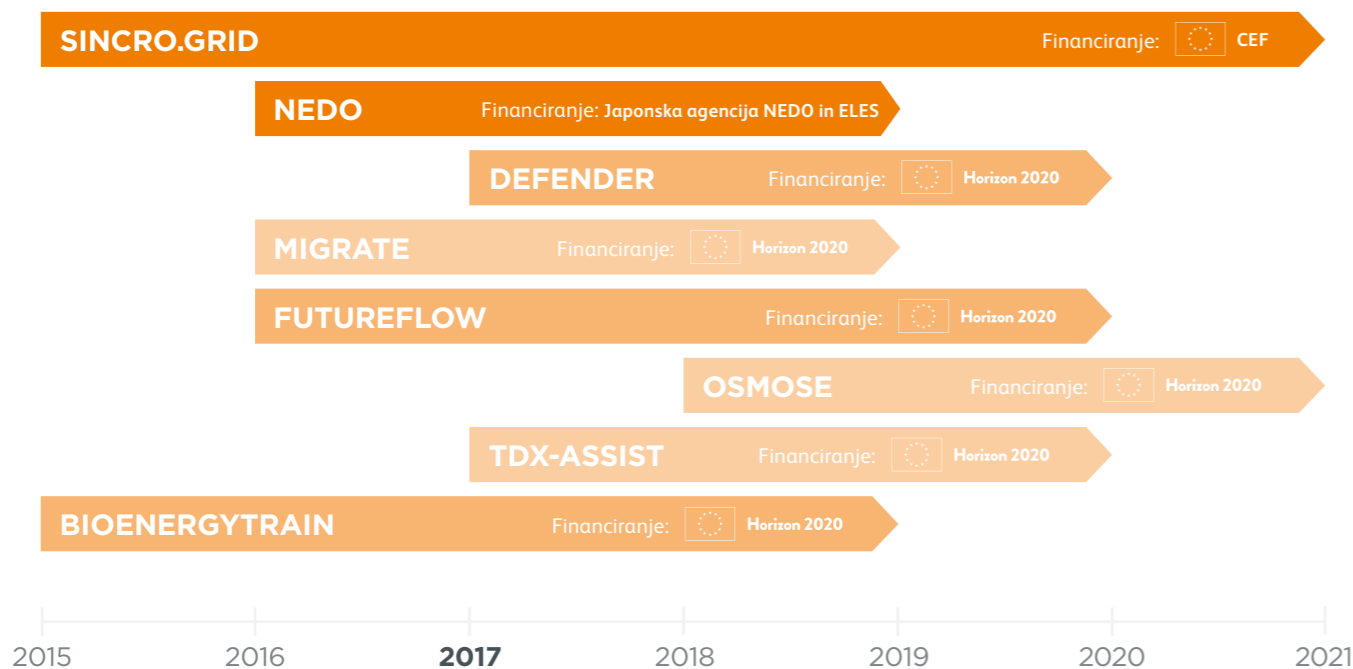 SINCRO.GRID Financiranje: CEF
NEDO Financiranje: Japonska agencija NEDO in ELES
DEFENDER Financiranje: Horizon 2020
MIGRATE Financiranje: Horizon 2020
FUTUREFLOW Financiranje: Horizon 2020
OSMOSE Financiranje: Horizon 2020
TDX-ASSIST Financiranje: Horizon 2020
BIOENERGYTRAIN Financiranje: Horizon 2020
2015 2016 2017 2018 2019 2020 2021